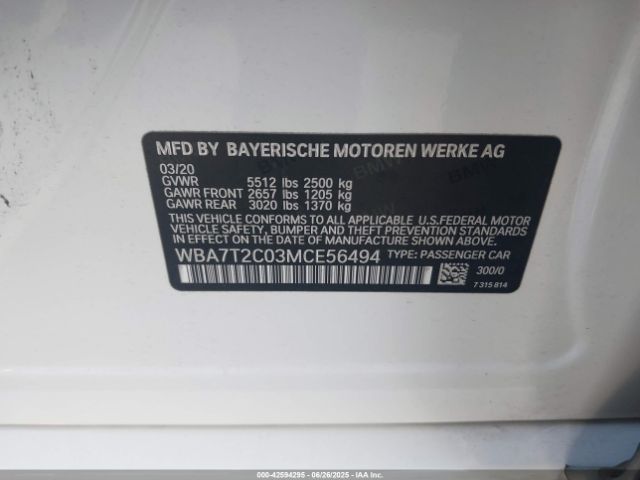 MFD BY BAYERISCHE MOTOREN WERKE AG
03/20
GVWR 5512 lbs 2500 kg
GAWR FRONT 2657 lbs 1205 kg
GAWR REAR 3020 lbs 1370 kg
THIS VEHICLE CONFORMS TO ALL APPLICABLE U.S.FEDERAL MOTOR
VEHICLE SAFETY, BUMPER AND THEFT PREVENTION STANDARDS
IN EFFECT ON THE DATE OF MANUFACTURE SHOWN ABOVE.
WBA7T2C03MCE56494 TYPE: PASSENGER CAR
300/0
7 315 814
000-42594295 - 06/26/2025 - IAAI.COM